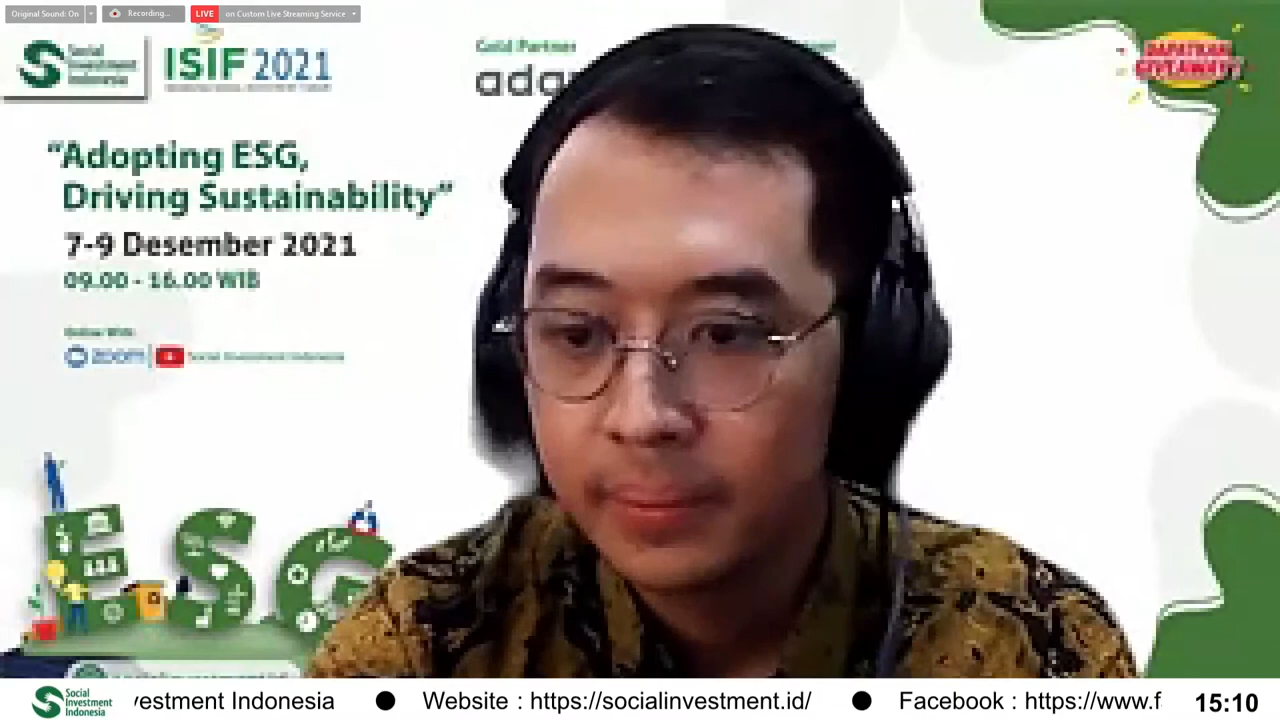 Original Sound: On
Recording...
LIVE
on Custom Live Streaming Service
Social
Investment
Indonesia
ISIF 2021
Gold Partner
"Adopting ESG,
Driving Sustainability"
7-9 Desember 2021
09.00 - 16.00 WIB
Online With
zoom
Social Investment Indonesia
DAPATKAN
GIVEAWAY
ESG
Social
Investment
Indonesia
vestment Indonesia ● Website : https://socialinvestment.id/ ● Facebook : https://www.f
15:10